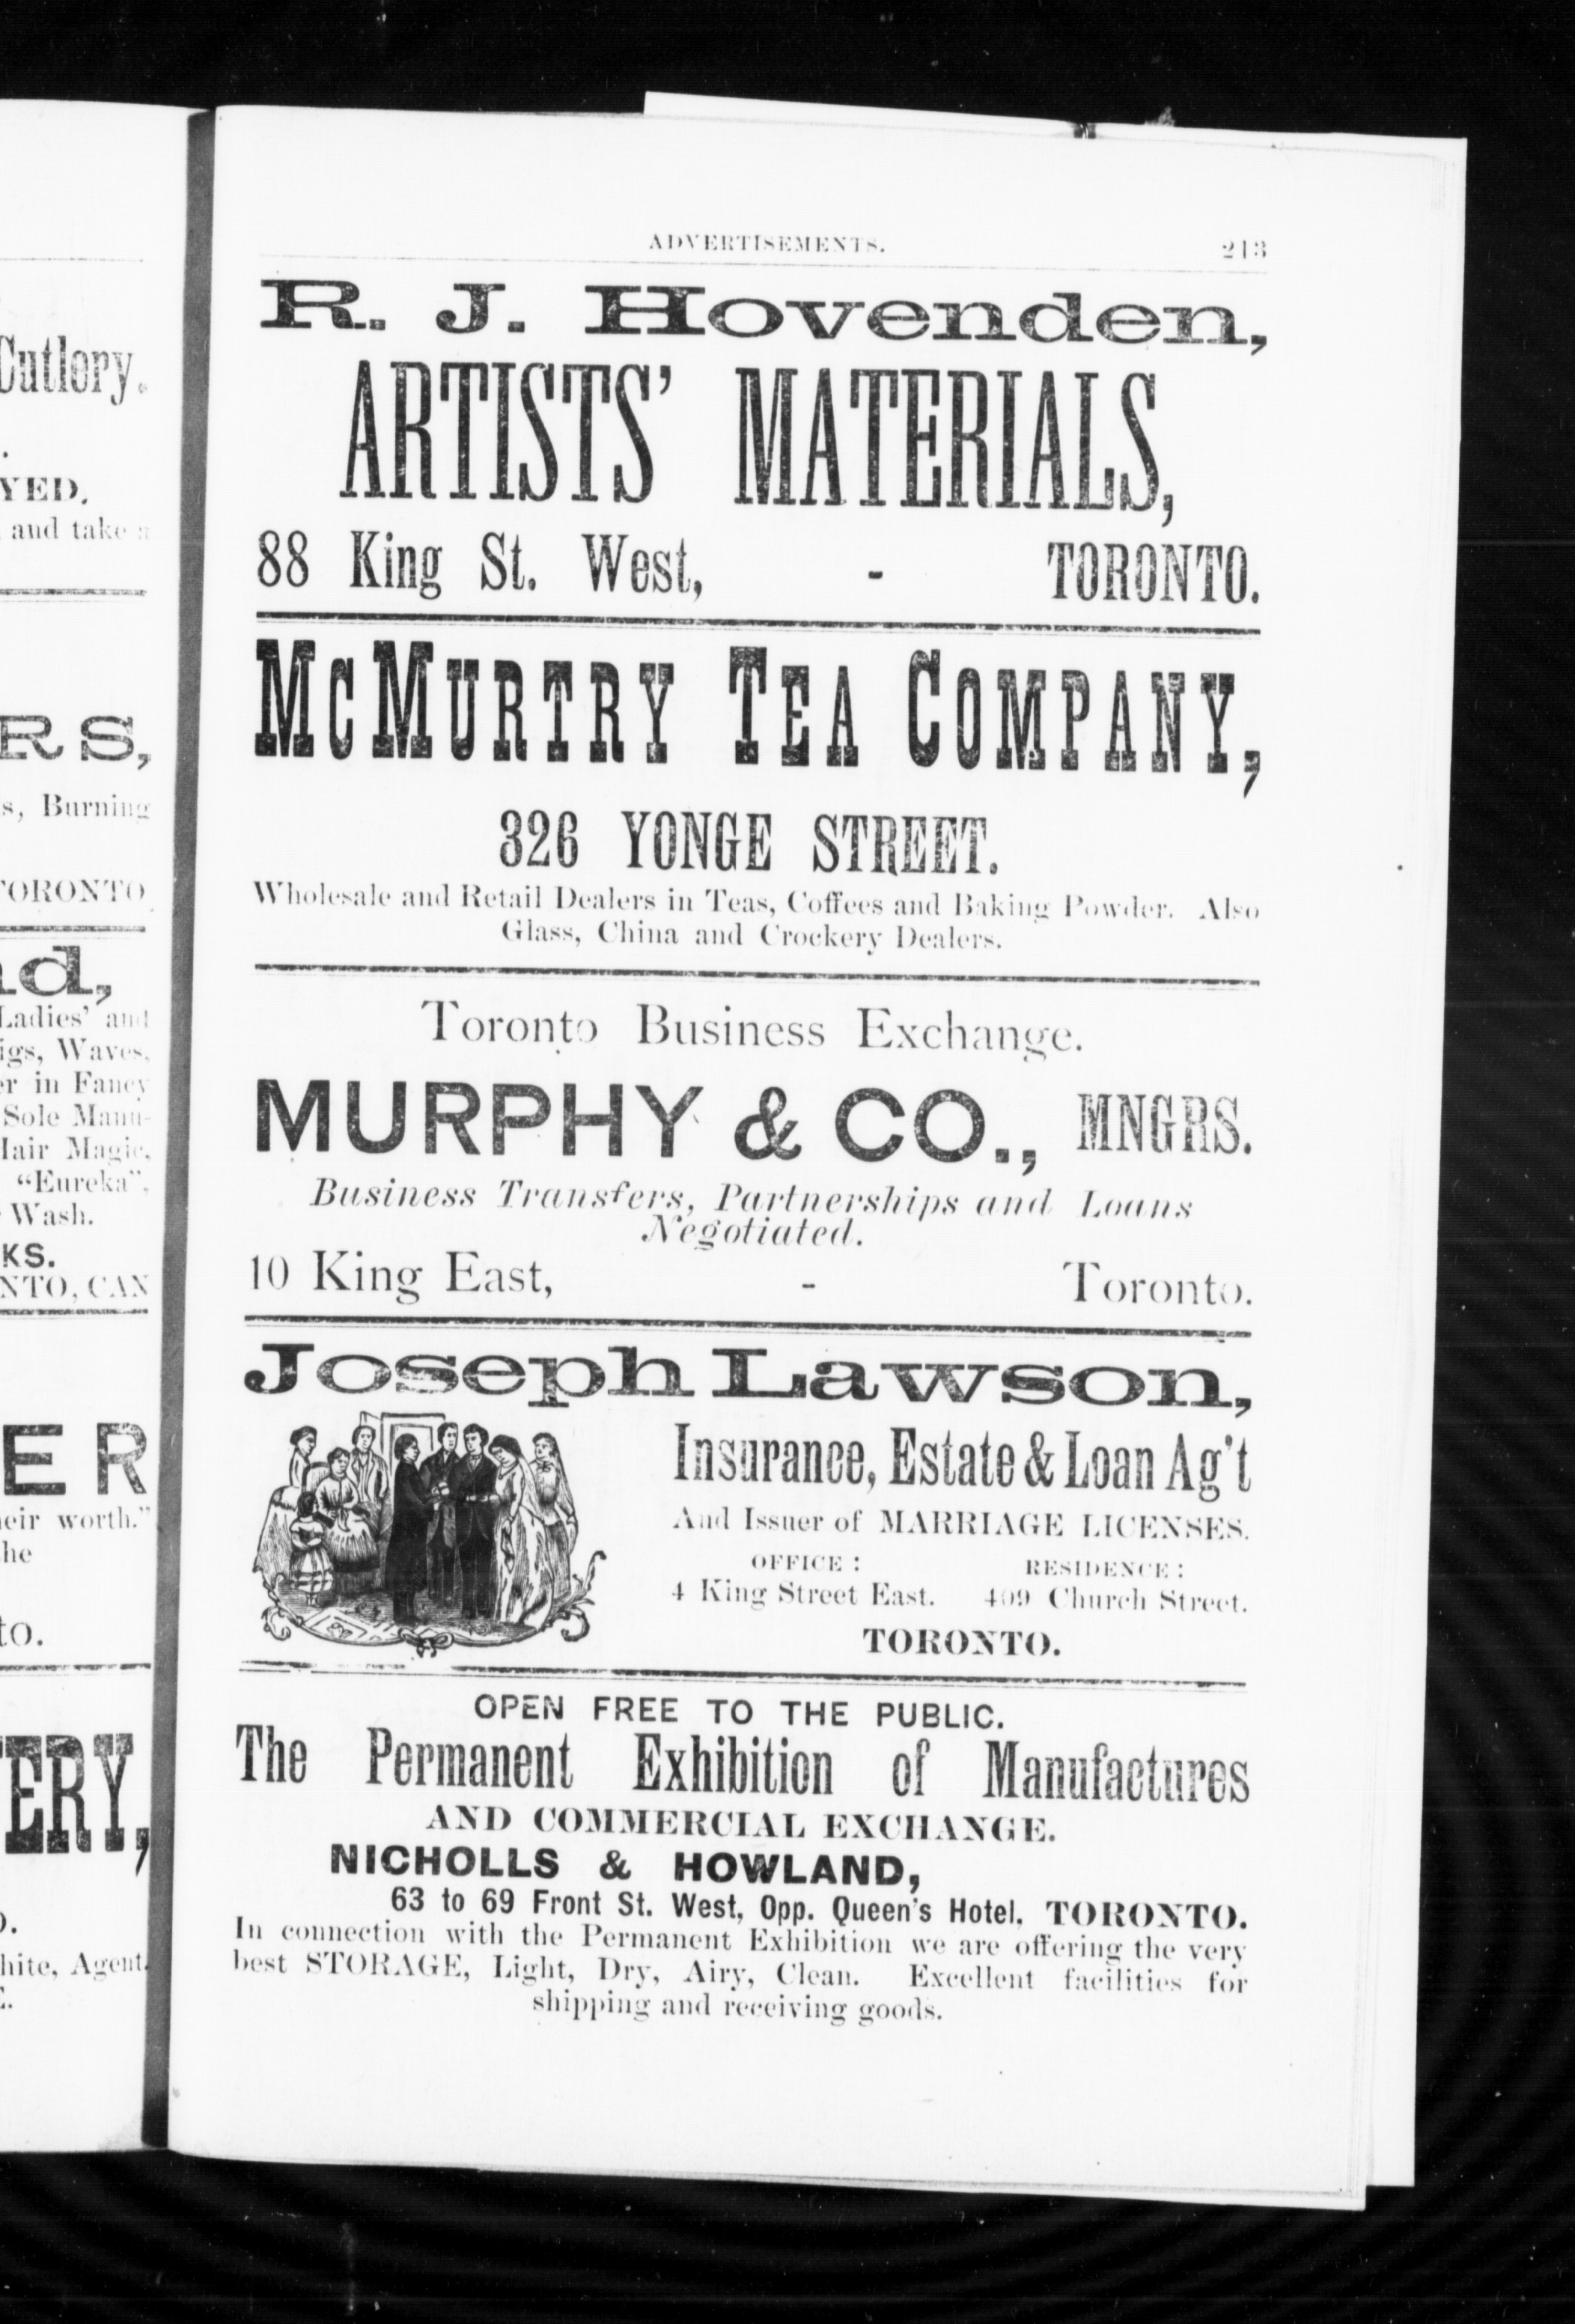 Cutlery.
YED.
and take a
RS,
s, Burning
TORONTO
nd,
Ladies' and
igs, Waves,
er in Fancy
Sole Manu-
Hair Magic,
"Eureka",
Wash.
KS.
NTO, CAN
ER
eir worth."
he
to.
TERY,
hite, Agent.
ADVERTISEMENTS. 213
R. J. Hovenden,
ARTISTS' MATERIALS,
88 King St. West, - TORONTO.
MCMURTRY TEA COMPANY,
326 YONGE STREET.
Wholesale and Retail Dealers in Teas, Coffees and Baking Powder. Also
Glass, China and Crockery Dealers.
Toronto Business Exchange.
MURPHY & CO., MNGRS.
Business Transfers, Partnerships and Loans
Negotiated.
10 King East, - Toronto.
Joseph Lawson,
Insurance, Estate & Loan Ag't
And Issuer of MARRIAGE LICENSES.
OFFICE : RESIDENCE :
4 King Street East. 409 Church Street.
TORONTO.
OPEN FREE TO THE PUBLIC.
The Permanent Exhibition of Manufactures
AND COMMERCIAL EXCHANGE.
NICHOLLS & HOWLAND,
63 to 69 Front St. West, Opp. Queen's Hotel, TORONTO.
In connection with the Permanent Exhibition we are offering the very
best STORAGE, Light, Dry, Airy, Clean. Excellent facilities for
shipping and receiving goods.